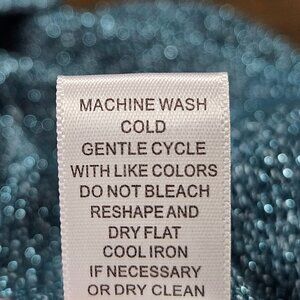 MACHINE WASH
COLD
GENTLE CYCLE
WITH LIKE COLORS
DO NOT BLEACH
RESHAPE AND
DRY FLAT
COOL IRON
IF NECESSARY
OR DRY CLEAN